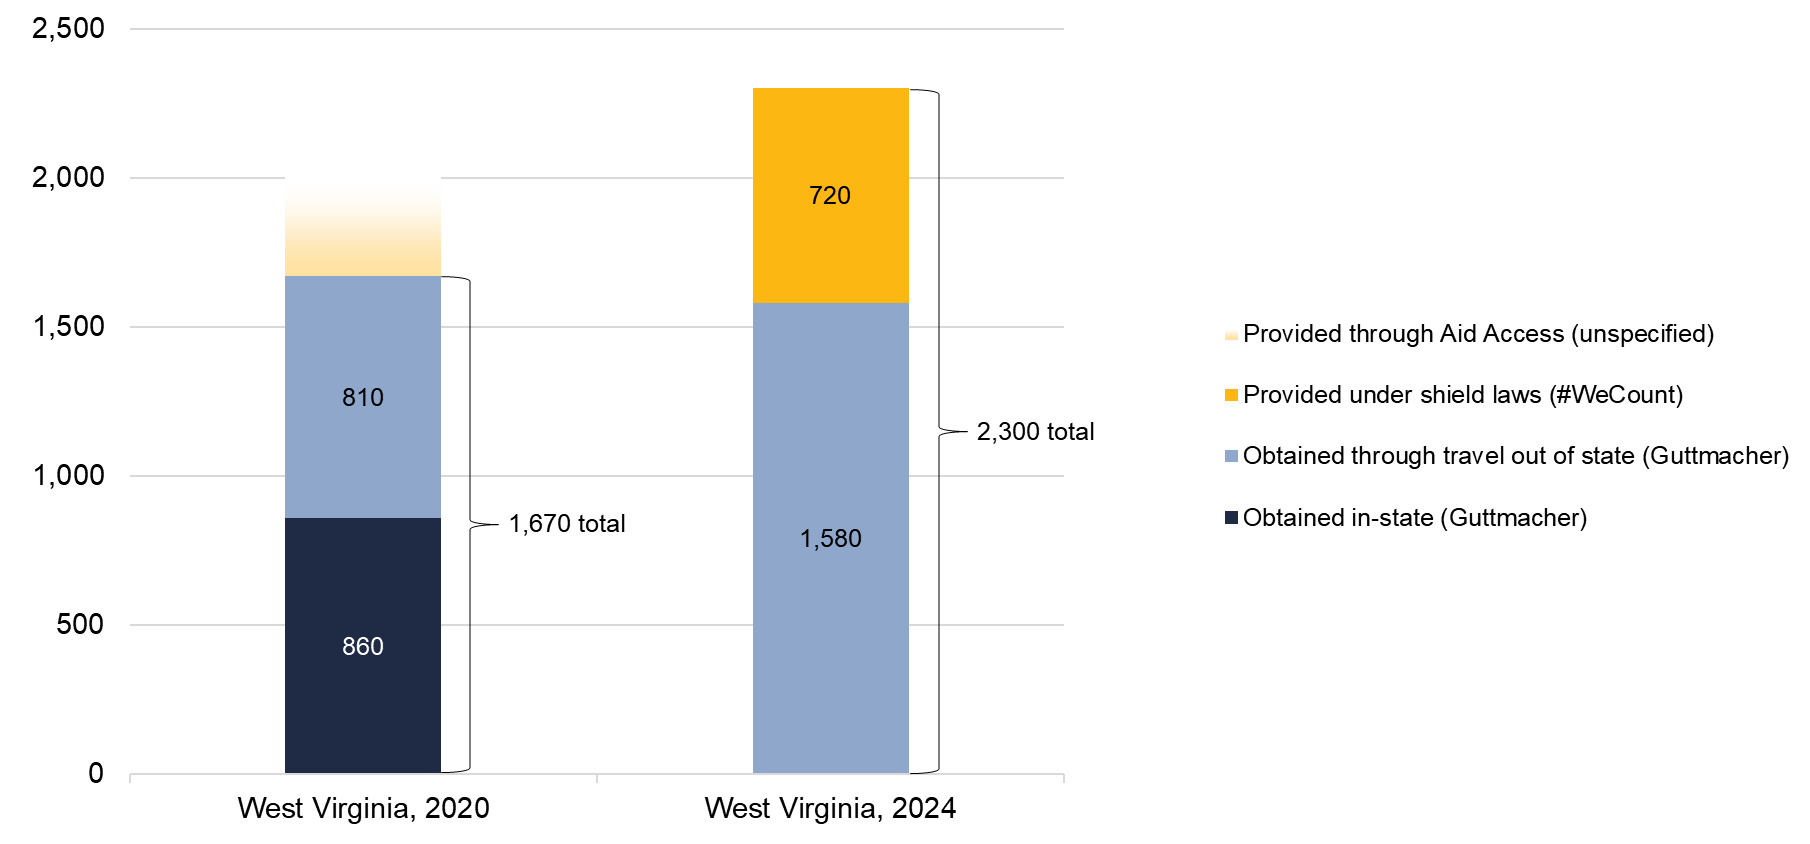 2,500
2,000
1,500
1,000
500
0
810
860
1,670 total
720
1,580
2,300 total
West Virginia, 2020
West Virginia, 2024
Provided through Aid Access (unspecified)
Provided under shield laws (#WeCount)
Obtained through travel out of state (Guttmacher)
Obtained in-state (Guttmacher)